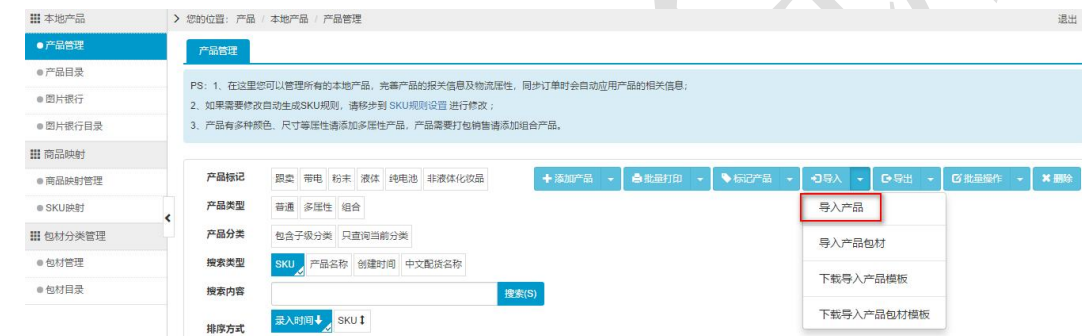 本地产品
您的位置：产品 / 本地产品 / 产品管理
退出
产品管理
产品目录
图片银行
图片银行目录
商品映射
商品映射管理
SKU映射
包材分类管理
包材管理
包材目录
产品管理
PS：1、在这里您可以管理所有的本地产品，完善产品的报关信息及物流属性，同步订单时会自动应用产品的相关信息；
2、如果需要修改自动生成SKU规则，请移步到 SKU规则设置 进行修改；
3、产品有多种颜色、尺寸等属性请添加多属性产品，产品需要打包销售请添加组合产品。
产品标记 跟卖 带电 粉末 液体 纯电池 非液体化妆品
添加产品 批量打印 标记产品 导入 导出 批量操作 删除
产品类型 普通 多属性 组合
产品分类 包含子级分类 只查询当前分类
搜索类型 SKU 产品名称 创建时间 中文配货名称
搜索内容 搜索(S)
排序方式 录入时间 SKU
导入产品
导入产品包材
下载导入产品模板
下载导入产品包材模板